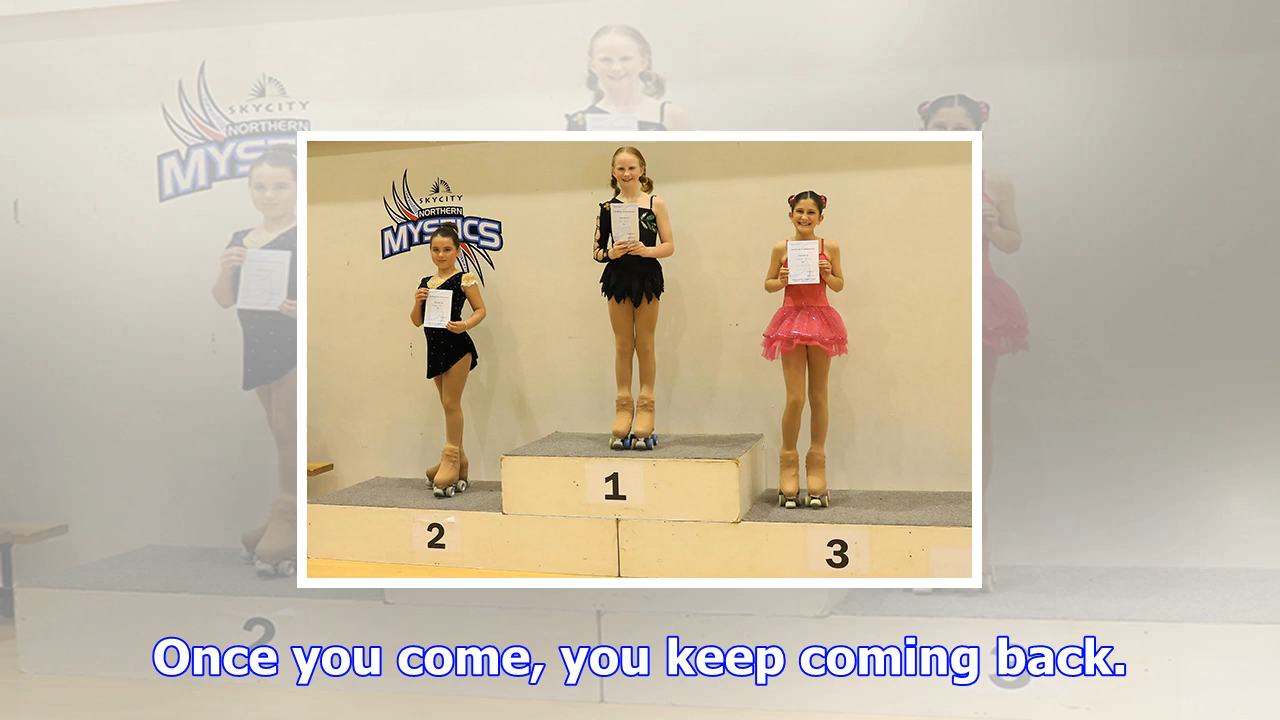 SKYCITY
NORTHERN
MYSTICS
1
2
3
Once you come, you keep coming back.